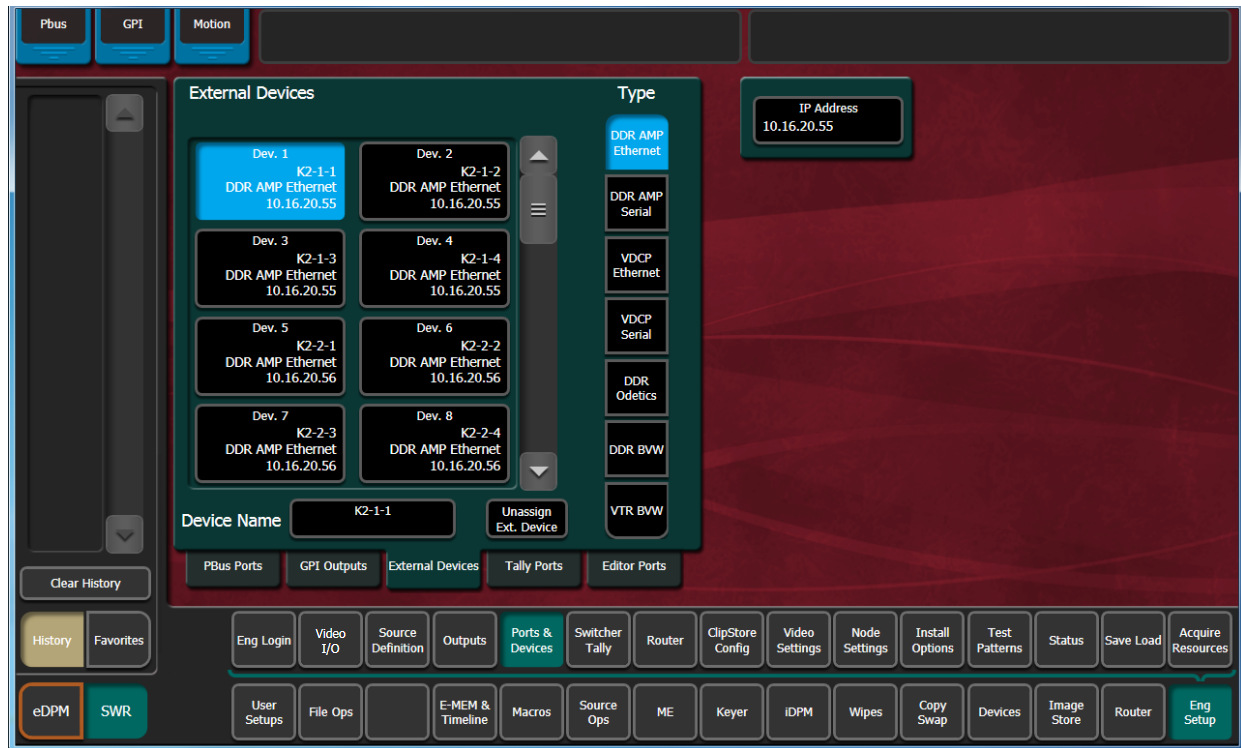 Pbus
GPI
Motion
External Devices
Type
IP Address
10.16.20.55
Dev. 1
K2-1-1
DDR AMP Ethernet
10.16.20.55
Dev. 2
K2-1-2
DDR AMP Ethernet
10.16.20.55
Dev. 3
K2-1-3
DDR AMP Ethernet
10.16.20.55
Dev. 4
K2-1-4
DDR AMP Ethernet
10.16.20.55
Dev. 5
K2-2-1
DDR AMP Ethernet
10.16.20.56
Dev. 6
K2-2-2
DDR AMP Ethernet
10.16.20.56
Dev. 7
K2-2-3
DDR AMP Ethernet
10.16.20.56
Dev. 8
K2-2-4
DDR AMP Ethernet
10.16.20.56
DDR AMP
Ethernet
DDR AMP
Serial
VDCP
Ethernet
VDCP
Serial
DDR
Odetics
DDR BVW
VTR BVW
Device Name
K2-1-1
Unassign
Ext. Device
PBus Ports
GPI Outputs
External Devices
Tally Ports
Editor Ports
Clear History
History
Favorites
Eng Login
Video
I/O
Source
Definition
Outputs
Ports &
Devices
Switcher
Tally
Router
ClipStore
Config
Video
Settings
Node
Settings
Install
Options
Test
Patterns
Status
Save Load
Acquire
Resources
eDPM
SWR
User
Setups
File Ops
E-MEM &
Timeline
Macros
Source
Ops
ME
Keyer
iDPM
Wipes
Copy
Swap
Devices
Image
Store
Router
Eng
Setup